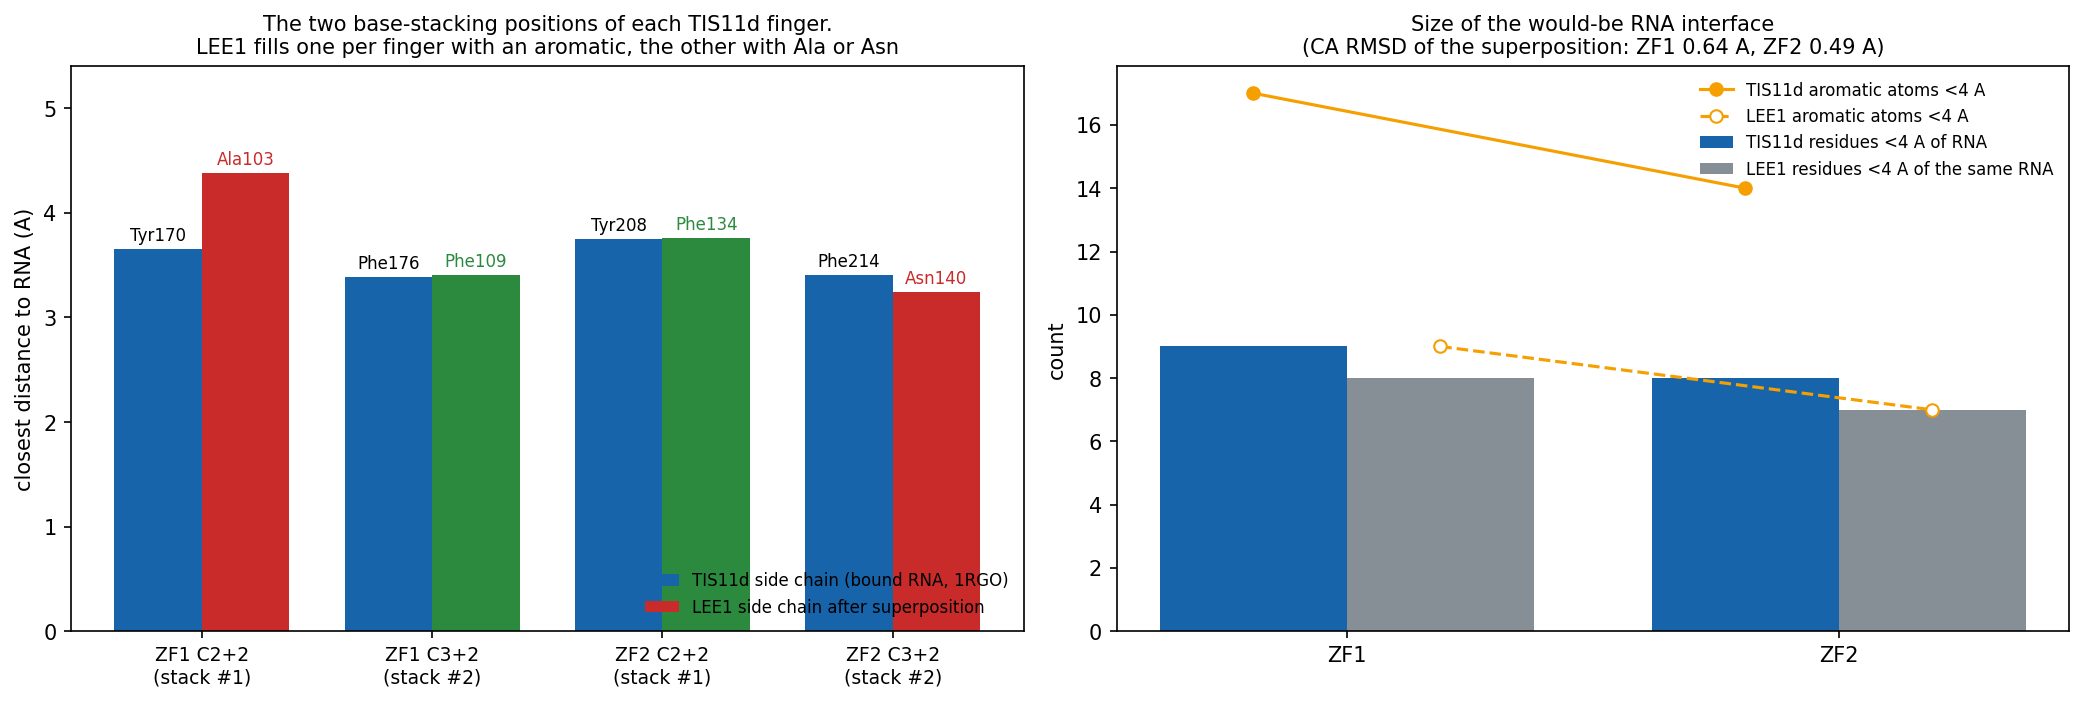 The two base-stacking positions of each TIS11d finger.
LEE1 fills one per finger with an aromatic, the other with Ala or Asn
closest distance to RNA (A)
5
4
3
2
1
0
Tyr170
Ala103
Phe176
Phe109
Tyr208
Phe134
Phe214
Asn140
TIS11d side chain (bound RNA, 1RGO)
LEE1 side chain after superposition
ZF1 C2+2
(stack #1)
ZF1 C3+2
(stack #2)
ZF2 C2+2
(stack #1)
ZF2 C3+2
(stack #2)
Size of the would-be RNA interface
(CA RMSD of the superposition: ZF1 0.64 A, ZF2 0.49 A)
count
16
14
12
10
8
6
4
2
0
TIS11d aromatic atoms <4 A
LEE1 aromatic atoms <4 A
TIS11d residues <4 A of RNA
LEE1 residues <4 A of the same RNA
ZF1
ZF2